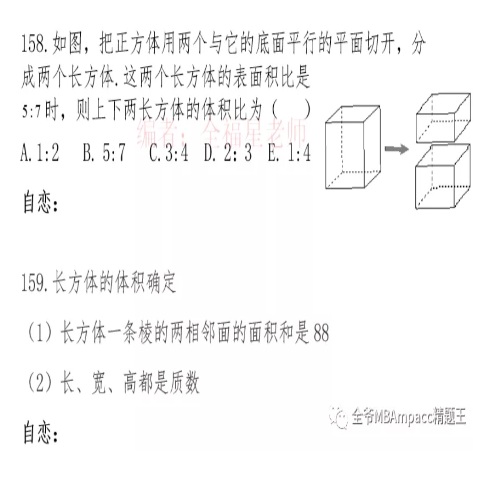 158.如图，把正方体用两个与它的底面平行的平面切开，分
成两个长方体.这两个长方体的表面积比是
5:7时，则上下两长方体的体积比为（　）
编者：全福星老师
A.1:2 B.5:7 C.3:4 D.2:3 E.1:4
自恋：
159.长方体的体积确定
（1）长方体一条棱的两相邻面的面积和是88
（2）长、宽、高都是质数
自恋：
全爷MBAmpacc精题王